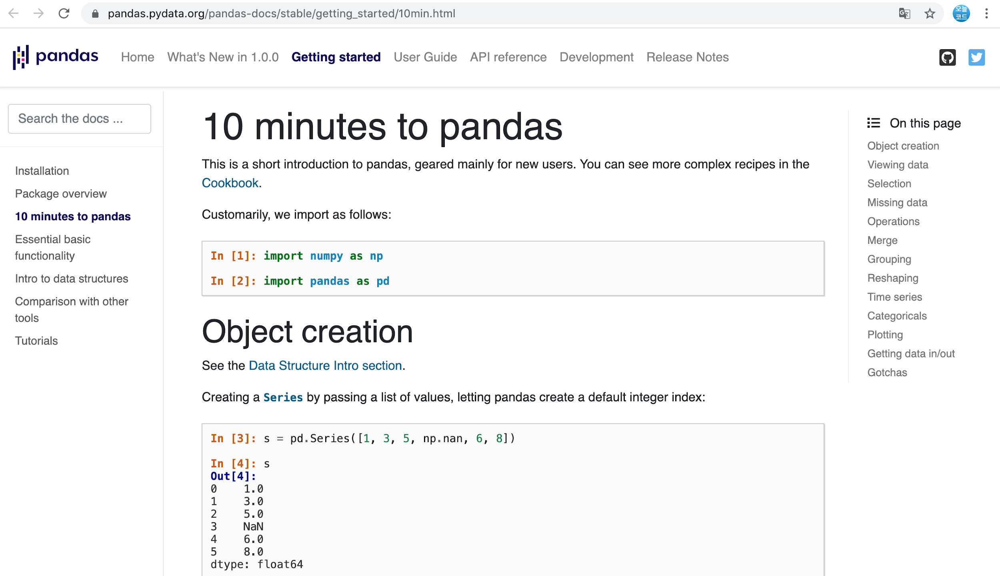 pandas.pydata.org/pandas-docs/stable/getting_started/10min.html
오늘
코드
pandas
Home What's New in 1.0.0 Getting started User Guide API reference Development Release Notes
Search the docs ...
Installation
Package overview
10 minutes to pandas
Essential basic
functionality
Intro to data structures
Comparison with other
tools
Tutorials
10 minutes to pandas
This is a short introduction to pandas, geared mainly for new users. You can see more complex recipes in the
Cookbook.
Customarily, we import as follows:
In [1]: import numpy as np
In [2]: import pandas as pd
Object creation
See the Data Structure Intro section.
Creating a Series by passing a list of values, letting pandas create a default integer index:
In [3]: s = pd.Series([1, 3, 5, np.nan, 6, 8])
In [4]: s
Out[4]:
0    1.0
1    3.0
2    5.0
3    NaN
4    6.0
5    8.0
dtype: float64
On this page
Object creation
Viewing data
Selection
Missing data
Operations
Merge
Grouping
Reshaping
Time series
Categoricals
Plotting
Getting data in/out
Gotchas